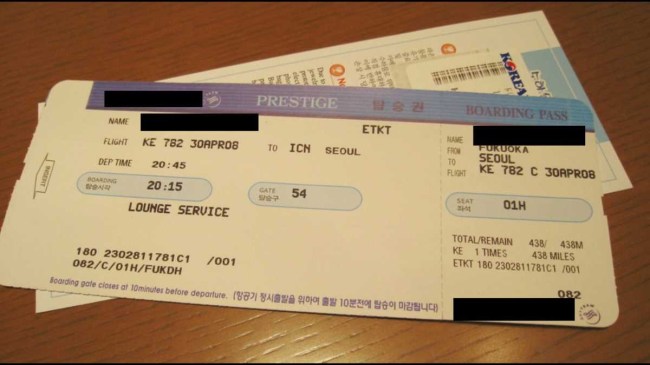 KOREA
PRESTIGE 탑승권 BOARDING PASS
NAME
ETKT
FLIGHT KE 782 30APR08 TO ICN SEOUL
DEP TIME 20:45
BOARDING
탑승시각 20:15
GATE
탑승구 54
LOUNGE SERVICE
180 2302811781C1 /001
082/C/01H/FUKDH
Boarding gate closes at 10minutes before departure. (항공기 정시출발을 위하여 출발 10분전에 탑승이 마감됩니다)
INSERT
NAME
FROM FUKUOKA
TO SEOUL
FLIGHT KE 782 C 30APR08
SEAT
좌석 01H
TOTAL/REMAIN 438/ 438M
KE 1 TIMES 438 MILES
ETKT 180 2302811781C1 /001
082